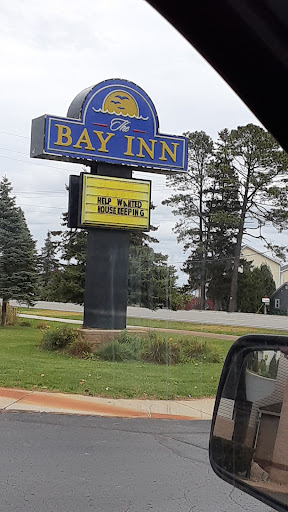 The
BAY INN
HELP WANTED
HOUSEKEEPING